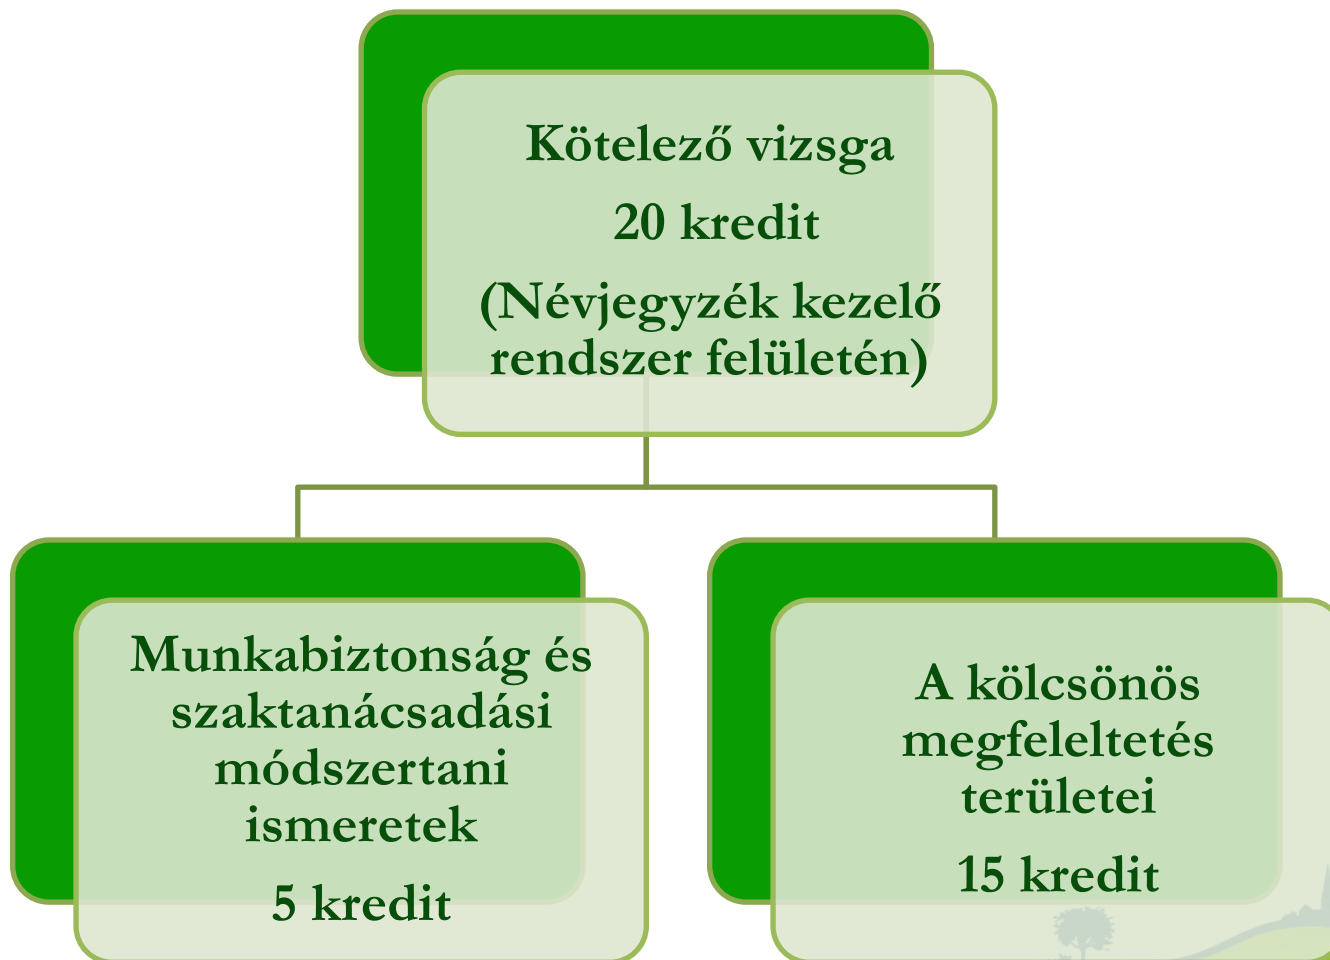 Kötelező vizsga
20 kredit
(Névjegyzék kezelő
rendszer felületén)
Munkabiztonság és
szaktanácsadási
módszertani
ismeretek
5 kredit
A kölcsönös
megfeleltetés
területei
15 kredit